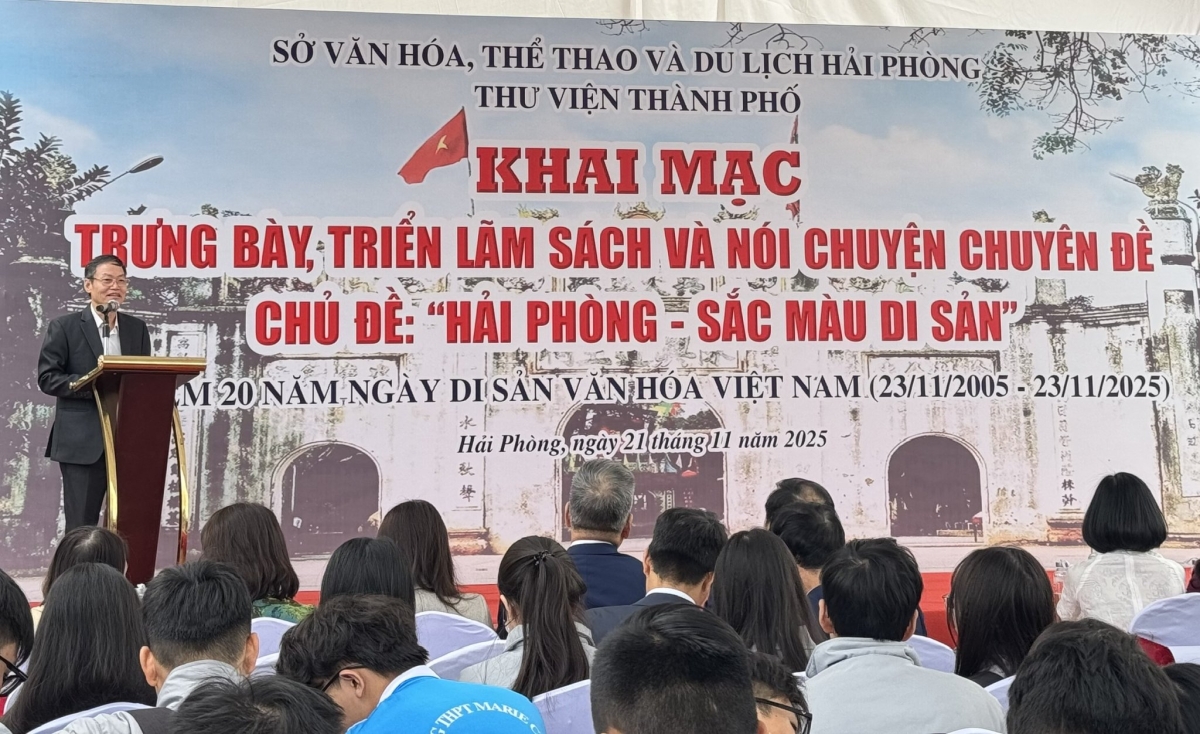 SỞ VĂN HÓA, THỂ THAO VÀ DU LỊCH HẢI PHÒNG
THƯ VIỆN THÀNH PHỐ
KHAI MẠC
TRƯNG BÀY, TRIỂN LÃM SÁCH VÀ NÓI CHUYỆN CHUYÊN ĐỀ
CHỦ ĐỀ: “HẢI PHÒNG - SẮC MÀU DI SẢN”
20 NĂM NGÀY DI SẢN VĂN HÓA VIỆT NAM (23/11/2005 - 23/11/2025)
Hải Phòng, ngày 21 tháng 11 năm 2025
THPT MARIE